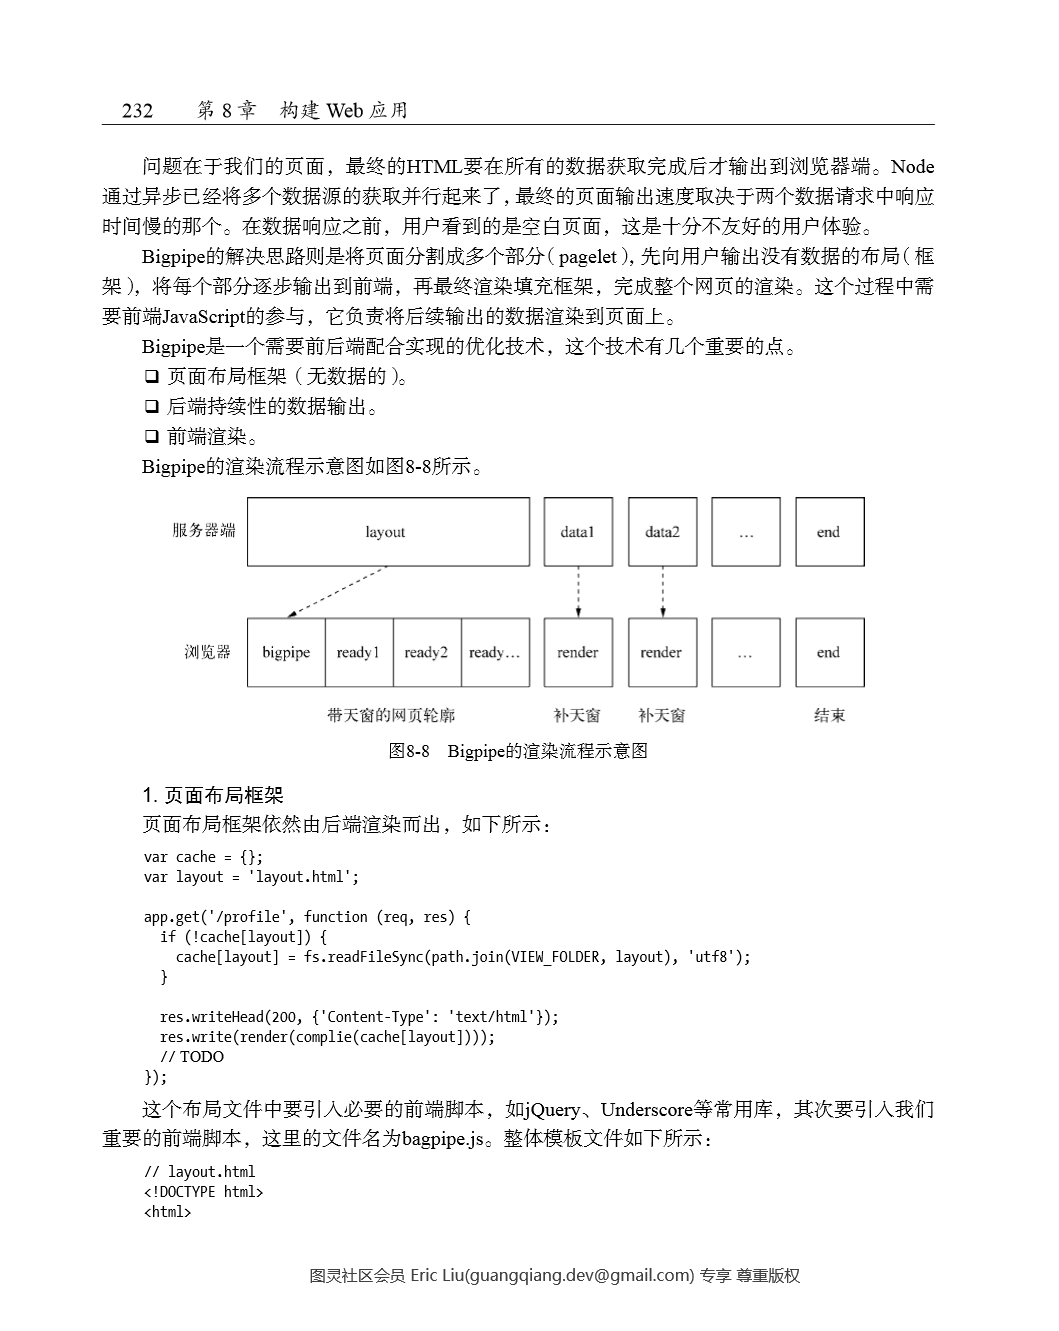 232 第 8 章 构建 Web 应用
问题在于我们的页面，最终的HTML要在所有的数据获取完成后才输出到浏览器端。Node
通过异步已经将多个数据源的获取并行起来了，最终的页面输出速度取决于两个数据请求中响应
时间慢的那个。在数据响应之前，用户看到的是空白页面，这是十分不友好的用户体验。
Bigpipe的解决思路则是将页面分割成多个部分（pagelet），先向用户输出没有数据的布局（框
架），将每个部分逐步输出到前端，再最终渲染填充框架，完成整个网页的渲染。这个过程中需
要前端JavaScript的参与，它负责将后续输出的数据渲染到页面上。
Bigpipe是一个需要前后端配合实现的优化技术，这个技术有几个重要的点。
❑ 页面布局框架（无数据的）。
❑ 后端持续性的数据输出。
❑ 前端渲染。
Bigpipe的渲染流程示意图如图8-8所示。
服务器端 layout data1 data2 … end
浏览器 bigpipe ready1 ready2 ready… render render … end
带天窗的网页轮廓 补天窗 补天窗 结束
图8-8 Bigpipe的渲染流程示意图
1. 页面布局框架
页面布局框架依然由后端渲染而出，如下所示：
var cache = {};
var layout = 'layout.html';
app.get('/profile', function (req, res) {
if (!cache[layout]) {
cache[layout] = fs.readFileSync(path.join(VIEW_FOLDER, layout), 'utf8');
}
res.writeHead(200, {'Content-Type': 'text/html'});
res.write(render(complie(cache[layout])));
// TODO
});
这个布局文件中要引入必要的前端脚本，如jQuery、Underscore等常用库，其次要引入我们
重要的前端脚本，这里的文件名为bagpipe.js。整体模板文件如下所示：
// layout.html
<!DOCTYPE html>
<html>
图灵社区会员 Eric Liu(guangqiang.dev@gmail.com) 专享 尊重版权